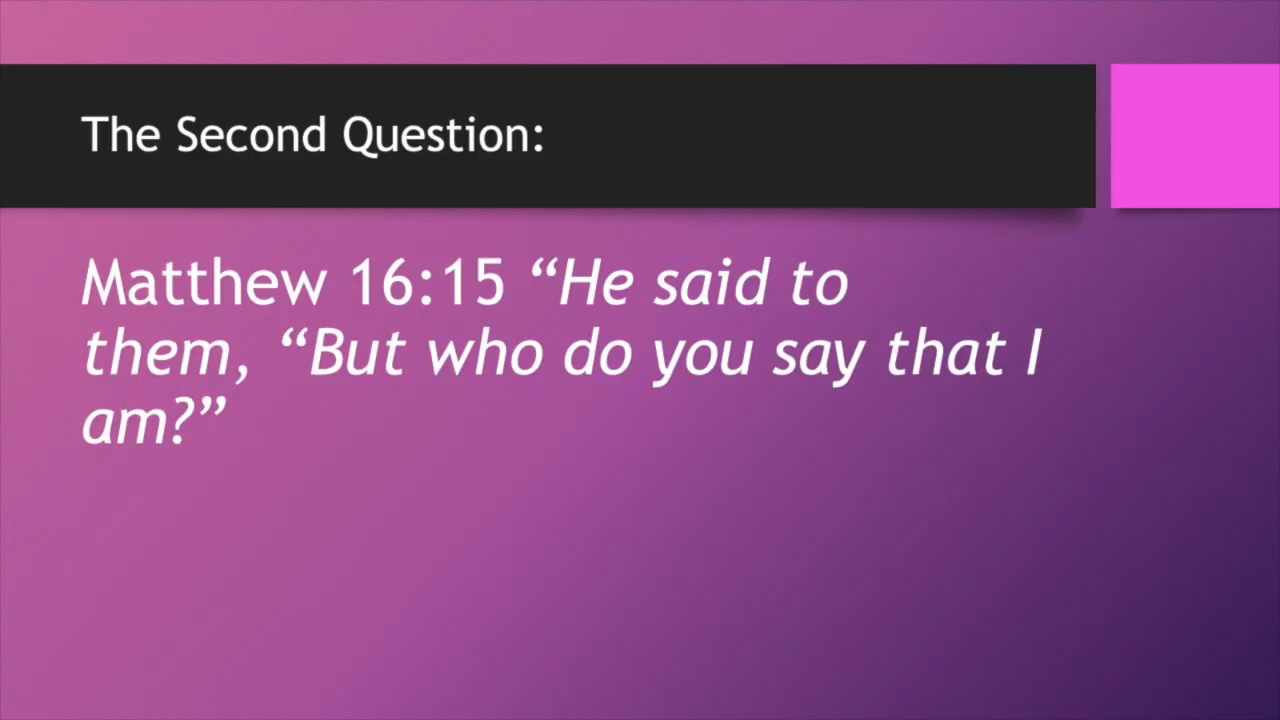 The Second Question:
Matthew 16:15 “He said to
them, “But who do you say that I
am?”